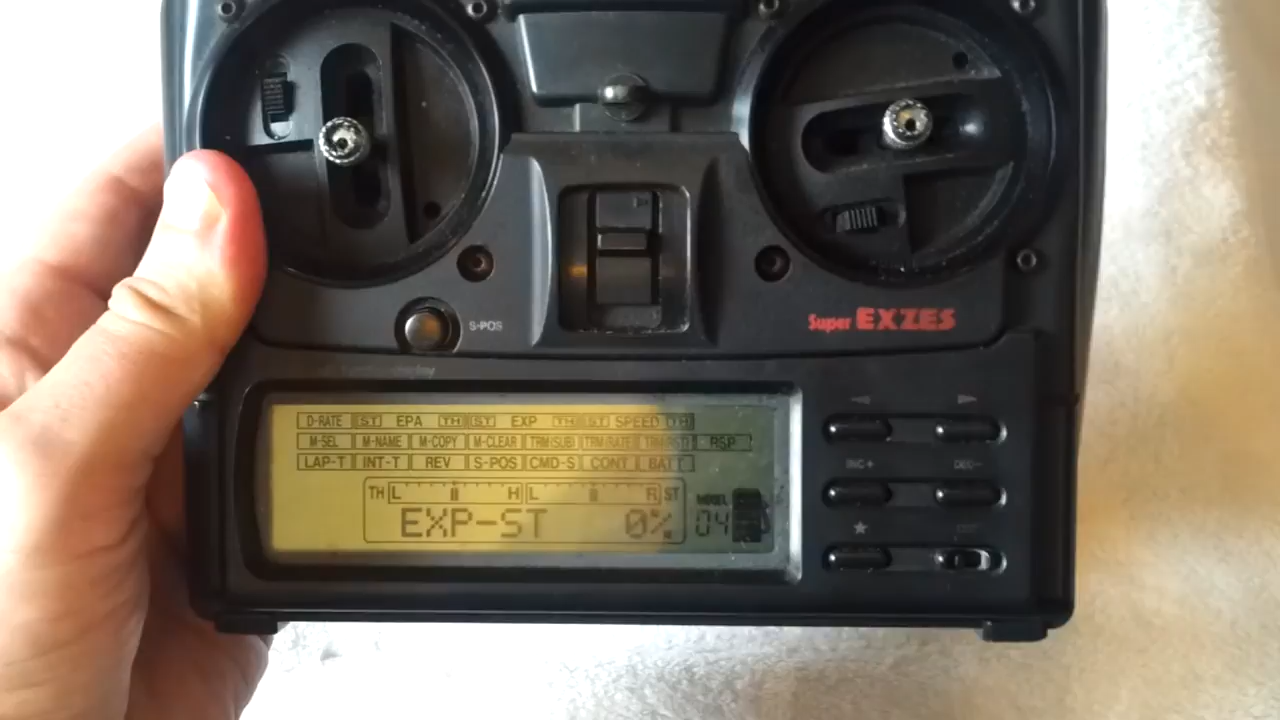 S-POS
Super EXZES
D-RATE ST EPA TH ST EXP TH ST SPEED TH
M-SEL M-NAME M-COPY M-CLEAR TRM(SUB) TRM(RATE) TRM(RST) RSP
LAP-T INT-T REV S-POS CMD-S CONT BATT
TH L H L R ST MODEL
EXP-ST 0% 04
INC+ DEC-